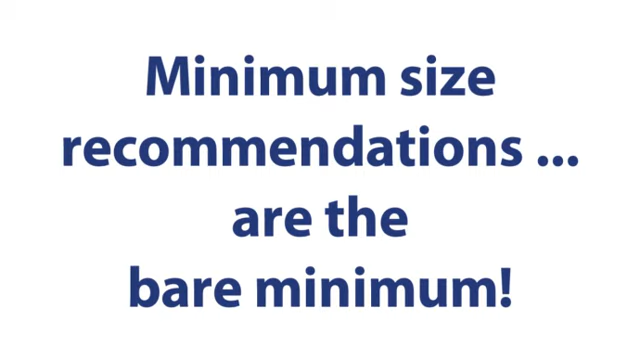 Minimum size
recommendations ...
are the
bare minimum!